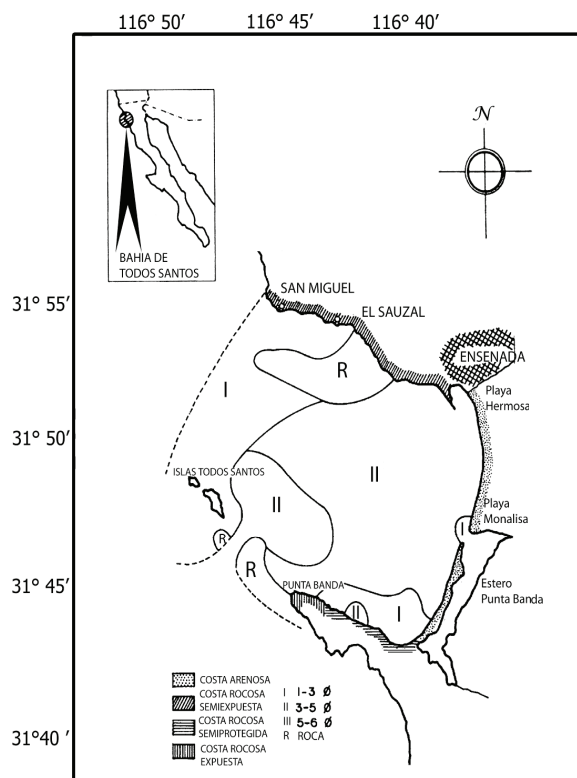 116° 50′ 116° 45′ 116° 40′
N
BAHIA DE
TODOS SANTOS
31° 55′
SAN MIGUEL
EL SAUZAL
ENSENADA
R
I
Playa
Hermosa
31° 50′
II
ISLAS TODOS SANTOS
II
Playa
Monalisa
I
R
R
31° 45′
PUNTA BANDA
Estero
Punta Banda
II
I
COSTA ARENOSA
COSTA ROCOSA
SEMIEXPUESTA
COSTA ROCOSA
SEMIPROTEGIDA
COSTA ROCOSA
EXPUESTA
I 1-3 Ø
II 3-5 Ø
III 5-6 Ø
R ROCA
31° 40 ′